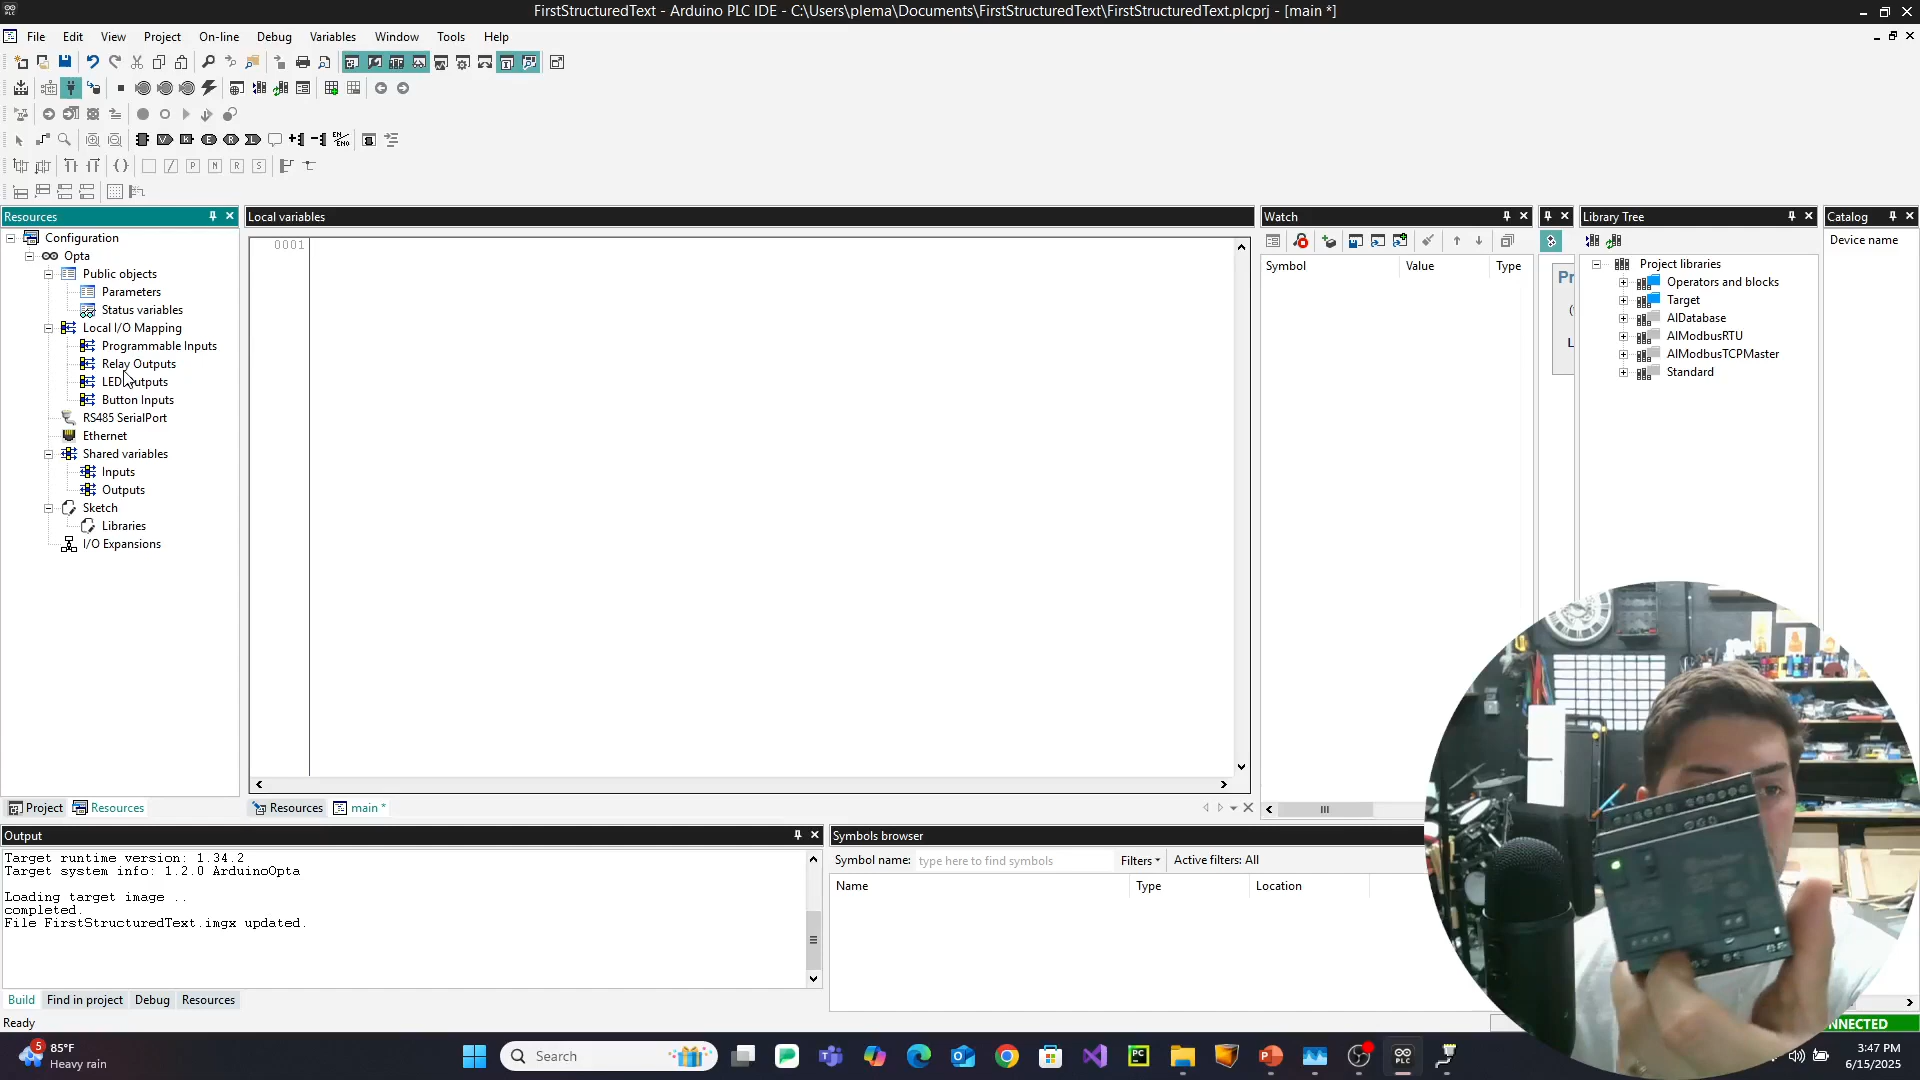 FirstStructuredText - Arduino PLC IDE - C:\Users\plema\Documents\FirstStructuredText\FirstStructuredText.plcprj - [main *]
File Edit View Project On-line Debug Variables Window Tools Help
Resources
Configuration
Opta
Public objects
Parameters
Status variables
Local I/O Mapping
Programmable Inputs
Relay Outputs
LED Outputs
Button Inputs
RS485 SerialPort
Ethernet
Shared variables
Inputs
Outputs
Sketch
Libraries
I/O Expansions
Project Resources
Local variables
0001
Resources main *
Watch
Symbol Value Type
Pr
L
Library Tree
Project libraries
Operators and blocks
Target
AlDatabase
AlModbusRTU
AlModbusTCPMaster
Standard
Catalog
Device name
Output
Target runtime version: 1.34.2
Target system info: 1.2.0 ArduinoOpta
Loading target image ..
completed.
File FirstStructuredText.imgx updated.
Build Find in project Debug Resources
Symbols browser
Symbol name: type here to find symbols Filters Active filters: All
Name Type Location
Ready
NNECTED
5
85°F
Heavy rain
Search
3:47 PM
6/15/2025